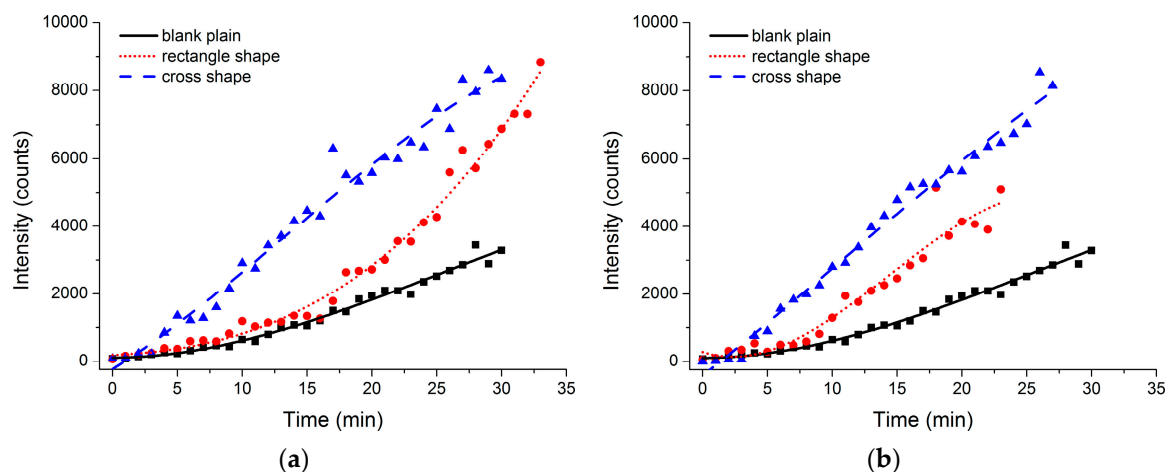 10000
8000
6000
4000
2000
0
Intensity (counts)
blank plain
rectangle shape
cross shape
0 5 10 15 20 25 30 35
Time (min)
(a)
10000
8000
6000
4000
2000
0
Intensity (counts)
blank plain
rectangle shape
cross shape
0 5 10 15 20 25 30 35
Time (min)
(b)